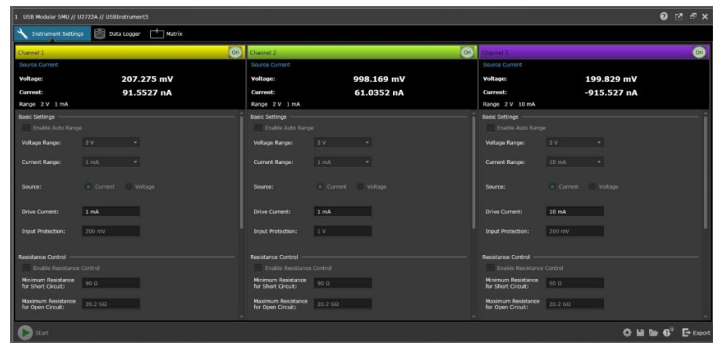 1 USB Modular SMU // U2722A // USBInstrument5
Instrument Settings Data Logger Matrix
Channel 1 On
Source Current
Voltage: 207.275 mV
Current: 91.5527 nA
Range 2 V 1 mA
Basic Settings
Enable Auto Range
Voltage Range: 2 V
Current Range: 1 mA
Source: Current Voltage
Drive Current: 1 mA
Input Protection: 200 mV
Resistance Control
Enable Resistance Control
Minimum Resistance
for Short Circuit: 90 Ω
Maximum Resistance
for Open Circuit: 20.2 GΩ
Channel 2 On
Source Current
Voltage: 998.169 mV
Current: 61.0352 nA
Range 2 V 1 mA
Basic Settings
Enable Auto Range
Voltage Range: 2 V
Current Range: 1 mA
Source: Current Voltage
Drive Current: 1 mA
Input Protection: 1 V
Resistance Control
Enable Resistance Control
Minimum Resistance
for Short Circuit: 90 Ω
Maximum Resistance
for Open Circuit: 20.2 GΩ
Channel 3 On
Source Current
Voltage: 199.829 mV
Current: -915.527 nA
Range 2 V 10 mA
Basic Settings
Enable Auto Range
Voltage Range: 2 V
Current Range: 10 mA
Source: Current Voltage
Drive Current: 10 mA
Input Protection: 200 mV
Resistance Control
Enable Resistance Control
Minimum Resistance
for Short Circuit: 90 Ω
Maximum Resistance
for Open Circuit: 20.2 GΩ
Start
Export